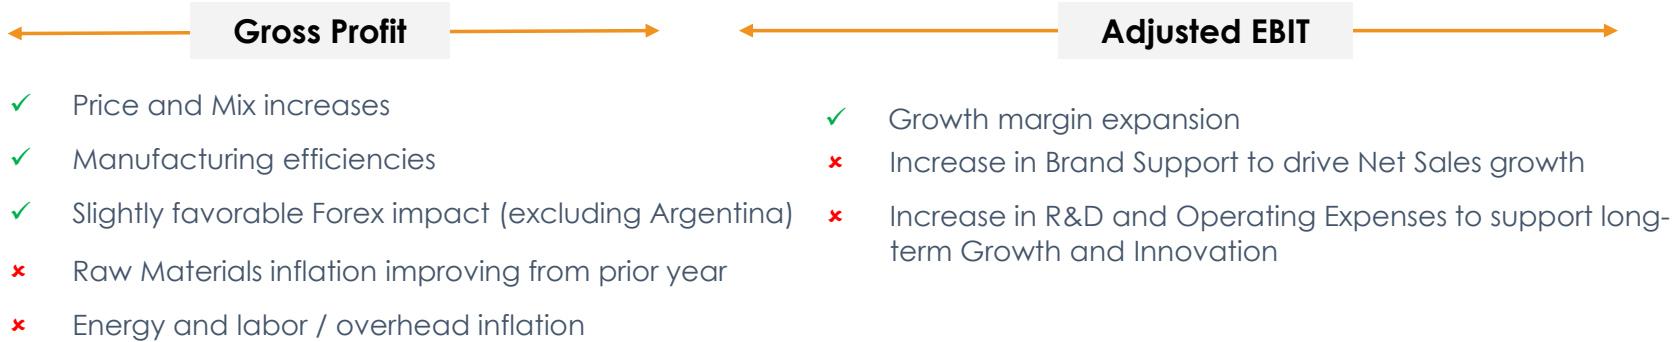 Gross Profit
✓ Price and Mix increases
✓ Manufacturing efficiencies
✓ Slightly favorable Forex impact (excluding Argentina)
× Raw Materials inflation improving from prior year
× Energy and labor / overhead inflation
Adjusted EBIT
✓ Growth margin expansion
× Increase in Brand Support to drive Net Sales growth
× Increase in R&D and Operating Expenses to support long-
term Growth and Innovation